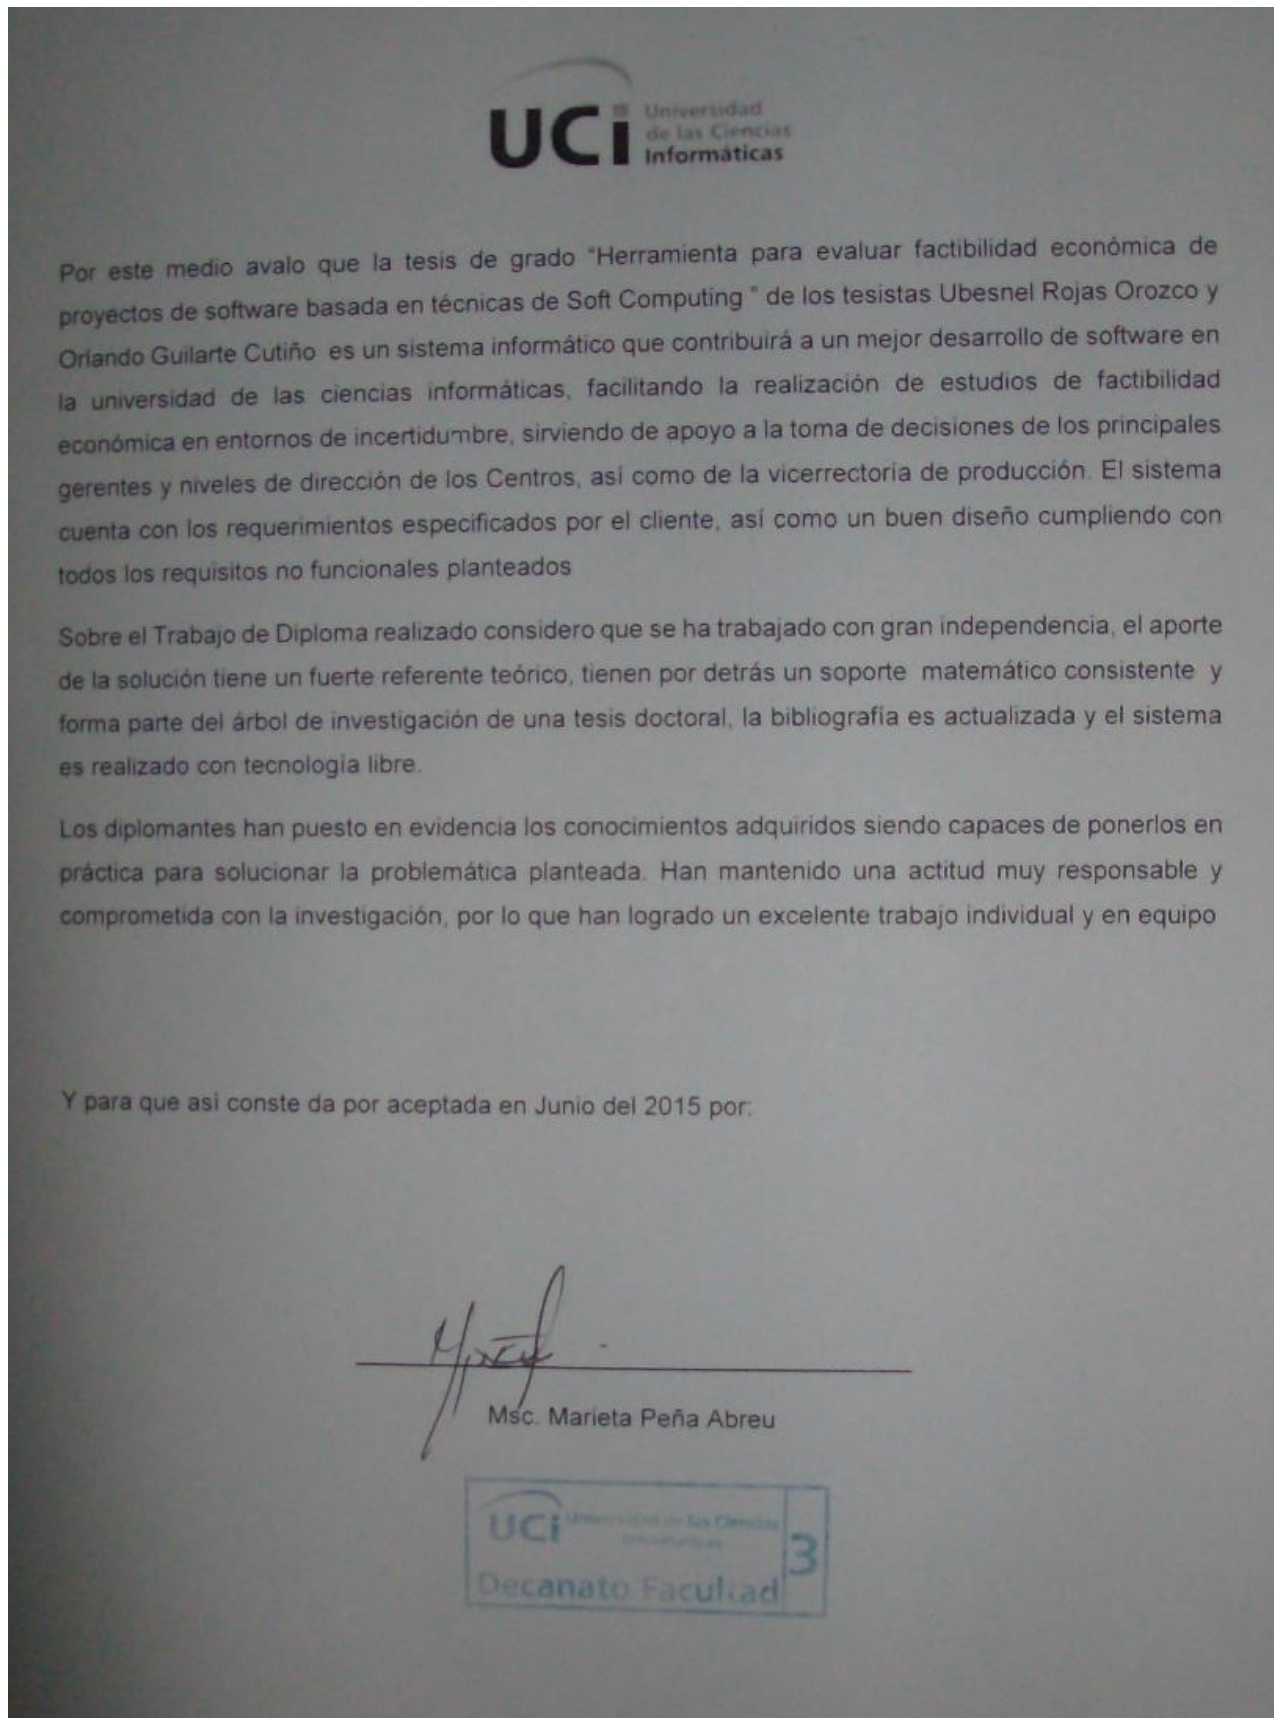 UCi
Universidad
de las Ciencias
Informáticas
Por este medio avalo que la tesis de grado "Herramienta para evaluar factibilidad económica de
proyectos de software basada en técnicas de Soft Computing " de los tesistas Ubesnel Rojas Orozco y
Orlando Guilarte Cutiño es un sistema informático que contribuirá a un mejor desarrollo de software en
la universidad de las ciencias informáticas, facilitando la realización de estudios de factibilidad
económica en entornos de incertidumbre, sirviendo de apoyo a la toma de decisiones de los principales
gerentes y niveles de dirección de los Centros, así como de la vicerrectoría de producción. El sistema
cuenta con los requerimientos especificados por el cliente, así como un buen diseño cumpliendo con
todos los requisitos no funcionales planteados
Sobre el Trabajo de Diploma realizado considero que se ha trabajado con gran independencia, el aporte
de la solución tiene un fuerte referente teórico, tienen por detrás un soporte matemático consistente y
forma parte del árbol de investigación de una tesis doctoral, la bibliografía es actualizada y el sistema
es realizado con tecnología libre.
Los diplomantes han puesto en evidencia los conocimientos adquiridos siendo capaces de ponerlos en
práctica para solucionar la problemática planteada. Han mantenido una actitud muy responsable y
comprometida con la investigación, por lo que han logrado un excelente trabajo individual y en equipo
Y para que asi conste da por aceptada en Junio del 2015 por:
Msc. Marieta Peña Abreu
UCi Universidad de las Ciencias
3
Decanato Facultad